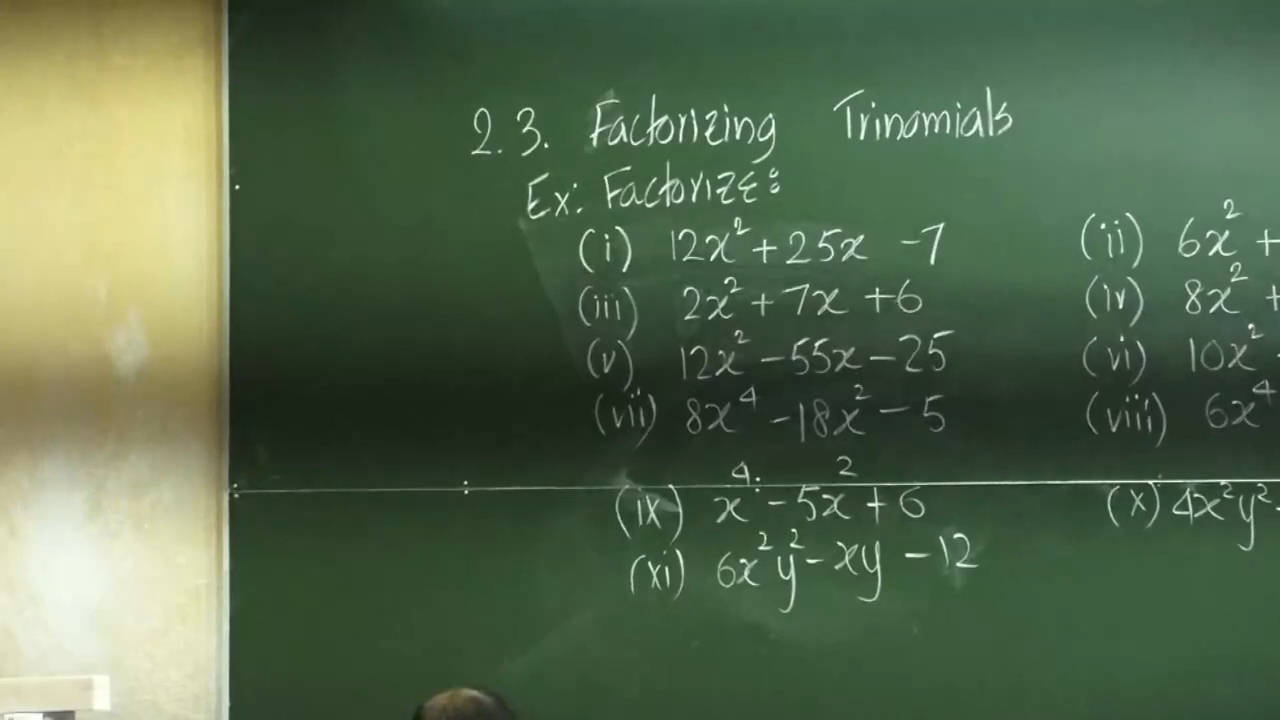 2.3. Factorizing Trinomials
Ex: Factorize:
(i) 12x² + 25x - 7 (ii) 6x² +
(iii) 2x² + 7x + 6 (iv) 8x² +
(v) 12x² - 55x - 25 (vi) 10x² -
(vii) 8x⁴ - 18x² - 5 (viii) 6x⁴
(ix) x⁴ - 5x² + 6 (x) 4x²y²
(xi) 6x²y² - xy - 12